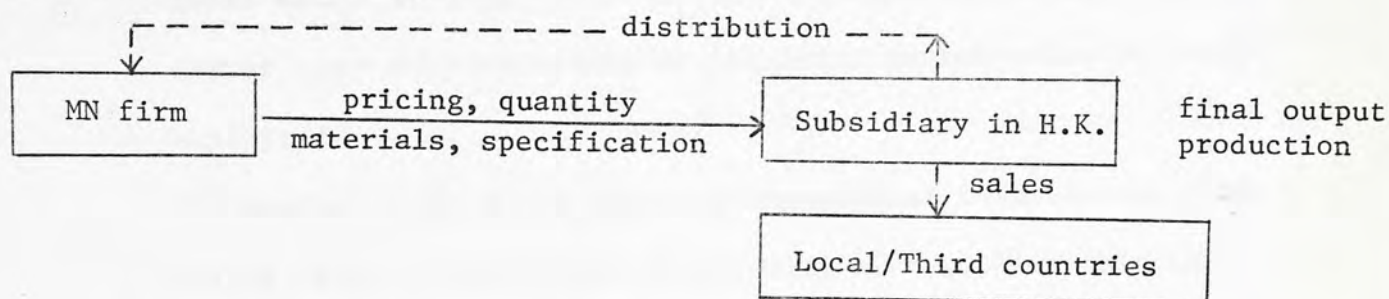 distribution
MN firm
pricing, quantity
materials, specification
Subsidiary in H.K.
final output
production
sales
Local/Third countries